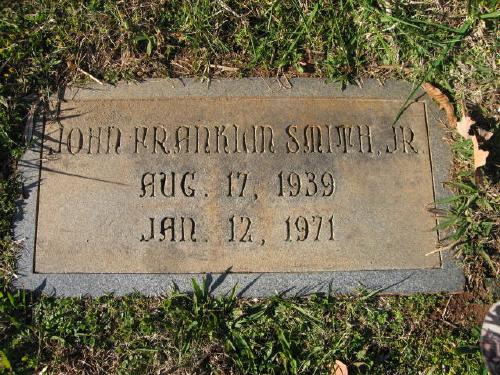 JOHN FRANKLIN SMITH, JR.
AUG. 17, 1939
JAN. 12, 1971